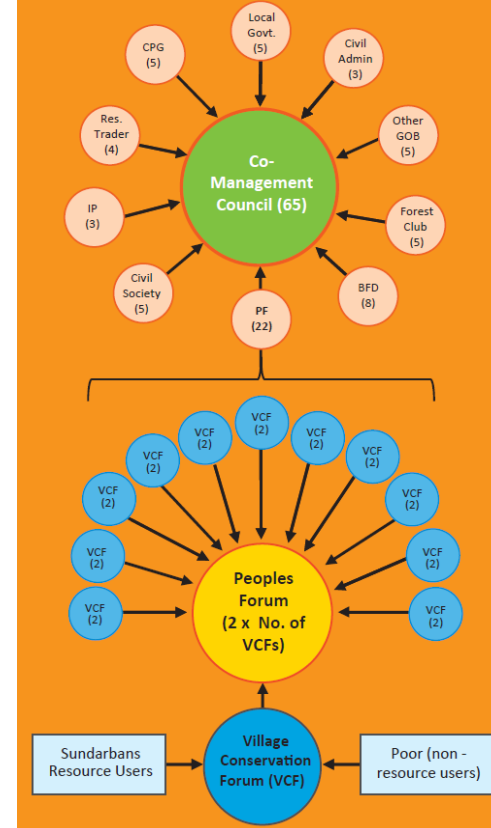 Local
Govt.
(5)
CPG
(5)
Civil
Admin
(3)
Res.
Trader
(4)
Other
GOB
(5)
Co-
Management
Council (65)
IP
(3)
Forest
Club
(5)
Civil
Society
(5)
BFD
(8)
PF
(22)
VCF
(2)
VCF
(2)
VCF
(2)
VCF
(2)
VCF
(2)
VCF
(2)
VCF
(2)
VCF
(2)
VCF
(2)
VCF
(2)
VCF
(2)
Peoples
Forum
(2 x No. of
VCFs)
Sundarbans
Resource Users
Village
Conservation
Forum (VCF)
Poor (non -
resource users)